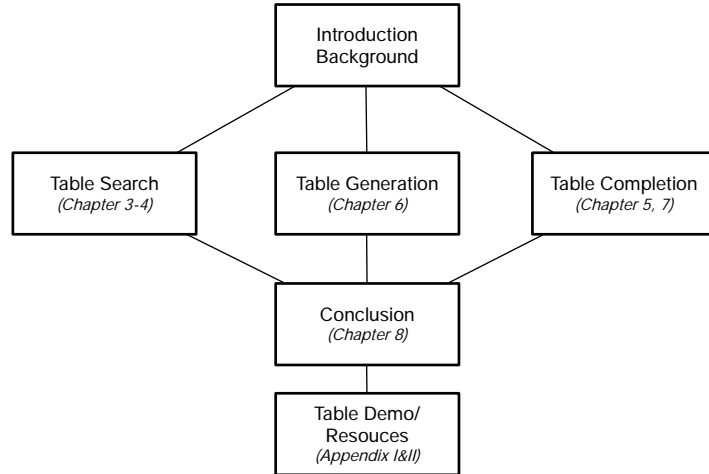 Introduction
Background
Table Search
(Chapter 3-4)
Table Generation
(Chapter 6)
Table Completion
(Chapter 5, 7)
Conclusion
(Chapter 8)
Table Demo/
Resouces
(Appendix I&II)